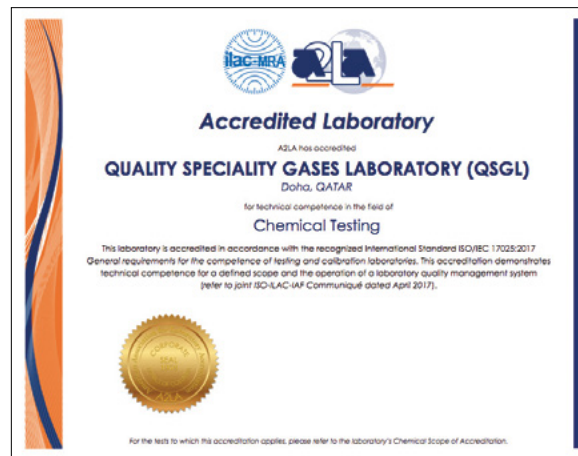 ilac-MRA
A2LA
Accredited Laboratory
A2LA has accredited
QUALITY SPECIALITY GASES LABORATORY (QSGL)
Doha, QATAR
for technical competence in the field of
Chemical Testing
This laboratory is accredited in accordance with the recognized International Standard ISO/IEC 17025:2017
General requirements for the competence of testing and calibration laboratories. This accreditation demonstrates
technical competence for a defined scope and the operation of a laboratory quality management system
(refer to joint ISO-ILAC-IAF Communiqué dated April 2017).
CORPORATE
SEAL
A2LA
For the tests to which this accreditation applies, please refer to the laboratory's Chemical Scope of Accreditation.